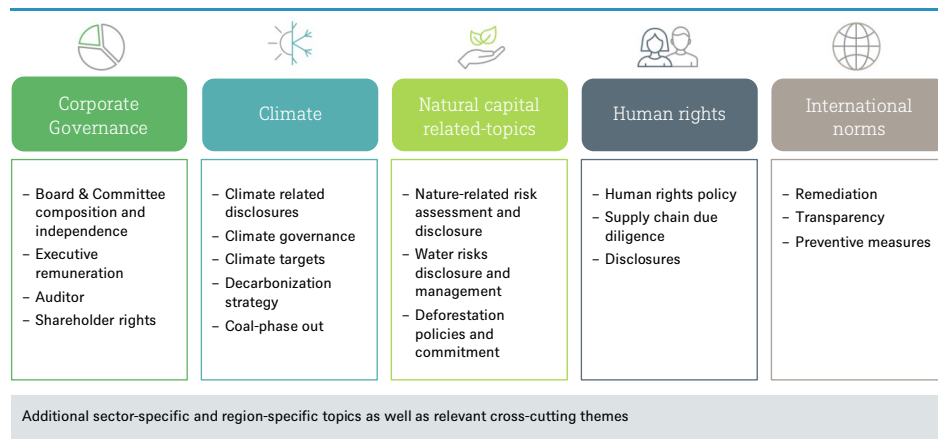 Corporate
Governance
Climate
Natural capital
related-topics
Human rights
International
norms
– Board & Committee
composition and
independence
– Executive
remuneration
– Auditor
– Shareholder rights
– Climate related
disclosures
– Climate governance
– Climate targets
– Decarbonization
strategy
– Coal-phase out
– Nature-related risk
assessment and
disclosure
– Water risks
disclosure and
management
– Deforestation
policies and
commitment
– Human rights policy
– Supply chain due
diligence
– Disclosures
– Remediation
– Transparency
– Preventive measures
Additional sector-specific and region-specific topics as well as relevant cross-cutting themes